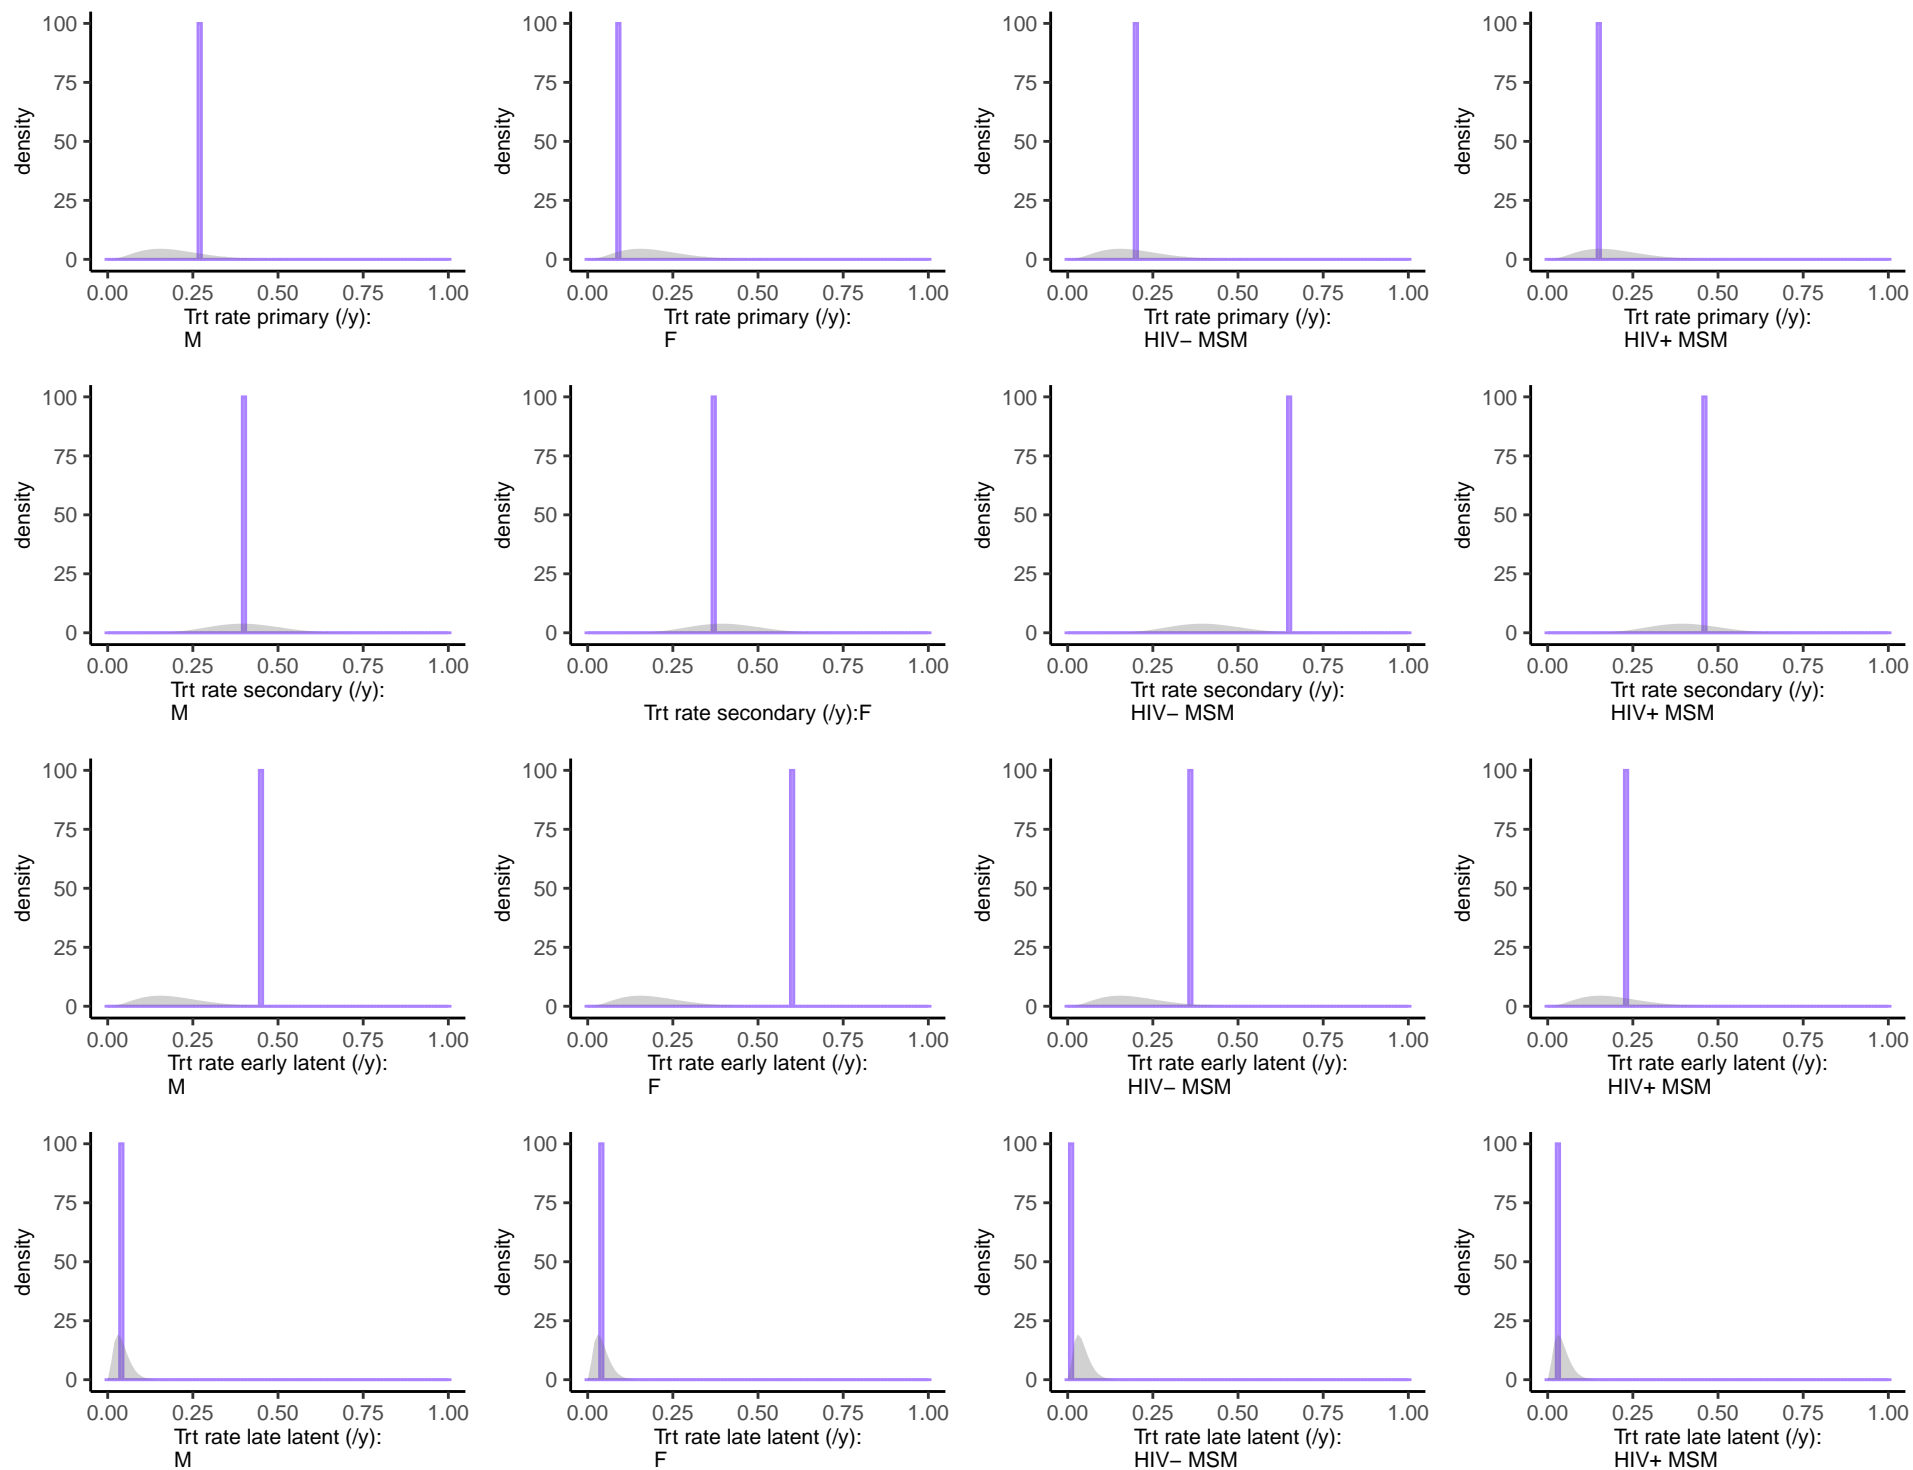 100
75
50
25
0
density
0.00 0.25 0.50 0.75 1.00
Trt rate primary (/y):
M
100
75
50
25
0
density
0.00 0.25 0.50 0.75 1.00
Trt rate primary (/y):
F
100
75
50
25
0
density
0.00 0.25 0.50 0.75 1.00
Trt rate primary (/y):
HIV− MSM
100
75
50
25
0
density
0.00 0.25 0.50 0.75 1.00
Trt rate primary (/y):
HIV+ MSM
100
75
50
25
0
density
0.00 0.25 0.50 0.75 1.00
Trt rate secondary (/y):
M
100
75
50
25
0
density
0.00 0.25 0.50 0.75 1.00
Trt rate secondary (/y):F
100
75
50
25
0
density
0.00 0.25 0.50 0.75 1.00
Trt rate secondary (/y):
HIV− MSM
100
75
50
25
0
density
0.00 0.25 0.50 0.75 1.00
Trt rate secondary (/y):
HIV+ MSM
100
75
50
25
0
density
0.00 0.25 0.50 0.75 1.00
Trt rate early latent (/y):
M
100
75
50
25
0
density
0.00 0.25 0.50 0.75 1.00
Trt rate early latent (/y):
F
100
75
50
25
0
density
0.00 0.25 0.50 0.75 1.00
Trt rate early latent (/y):
HIV− MSM
100
75
50
25
0
density
0.00 0.25 0.50 0.75 1.00
Trt rate early latent (/y):
HIV+ MSM
100
75
50
25
0
density
0.00 0.25 0.50 0.75 1.00
Trt rate late latent (/y):
M
100
75
50
25
0
density
0.00 0.25 0.50 0.75 1.00
Trt rate late latent (/y):
F
100
75
50
25
0
density
0.00 0.25 0.50 0.75 1.00
Trt rate late latent (/y):
HIV− MSM
100
75
50
25
0
density
0.00 0.25 0.50 0.75 1.00
Trt rate late latent (/y):
HIV+ MSM